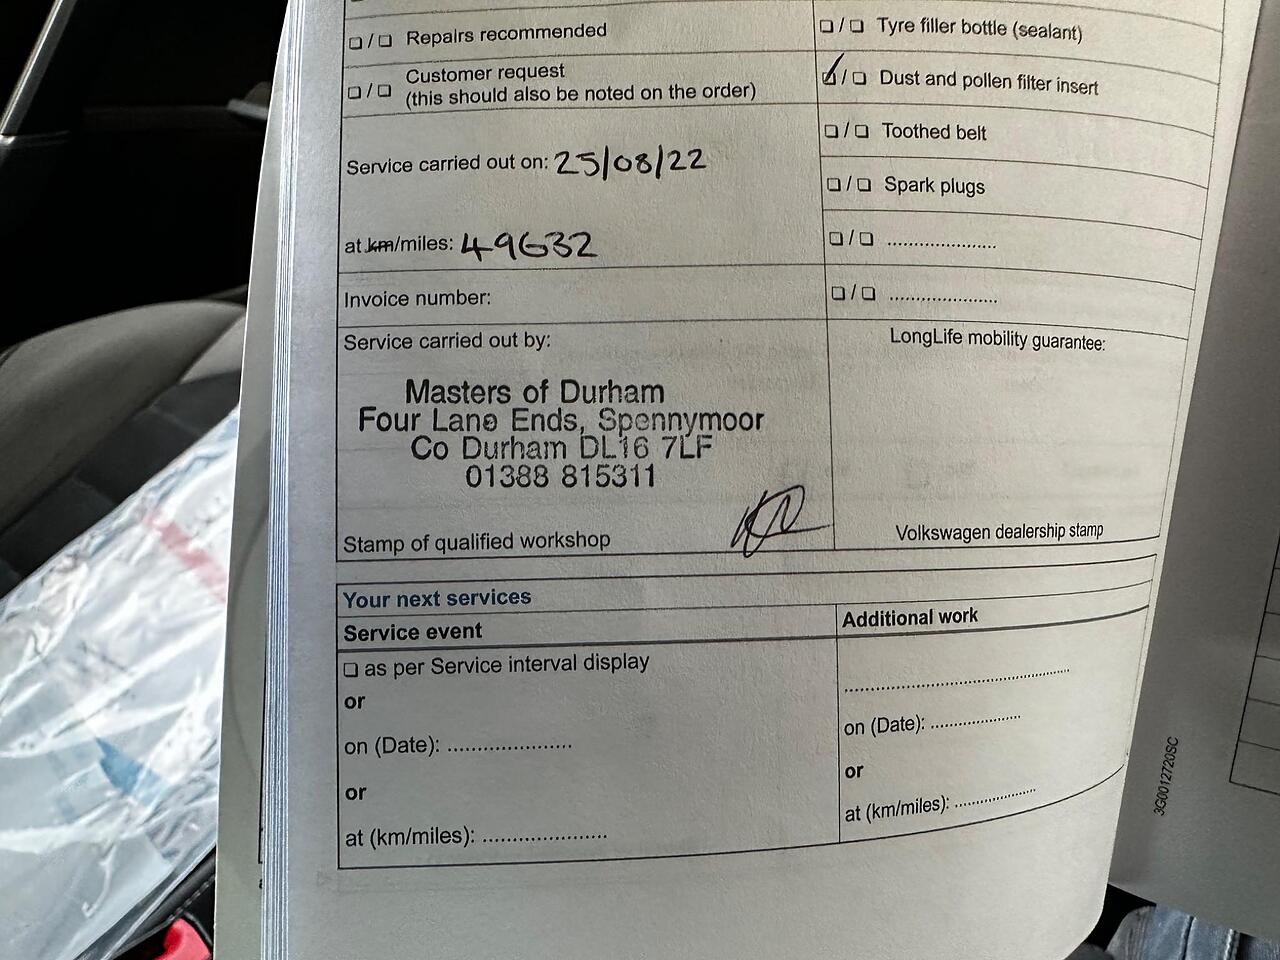 ❏ / ❏ Repairs recommended
❏ / ❏ Customer request
(this should also be noted on the order)
Service carried out on: 25/08/22
at km/miles: 49632
Invoice number:
Service carried out by:
Masters of Durham
Four Lane Ends, Spennymoor
Co Durham DL16 7LF
01388 815311
Stamp of qualified workshop
❏ / ❏ Tyre filler bottle (sealant)
☑ / ❏ Dust and pollen filter insert
❏ / ❏ Toothed belt
❏ / ❏ Spark plugs
❏ / ❏ .....................
❏ / ❏ .....................
LongLife mobility guarantee:
Volkswagen dealership stamp
Your next services
Service event
❏ as per Service interval display
or
on (Date): ........................
or
at (km/miles): ........................
Additional work
..........................................
on (Date): .....................
or
at (km/miles): ..................
3G0012720SC